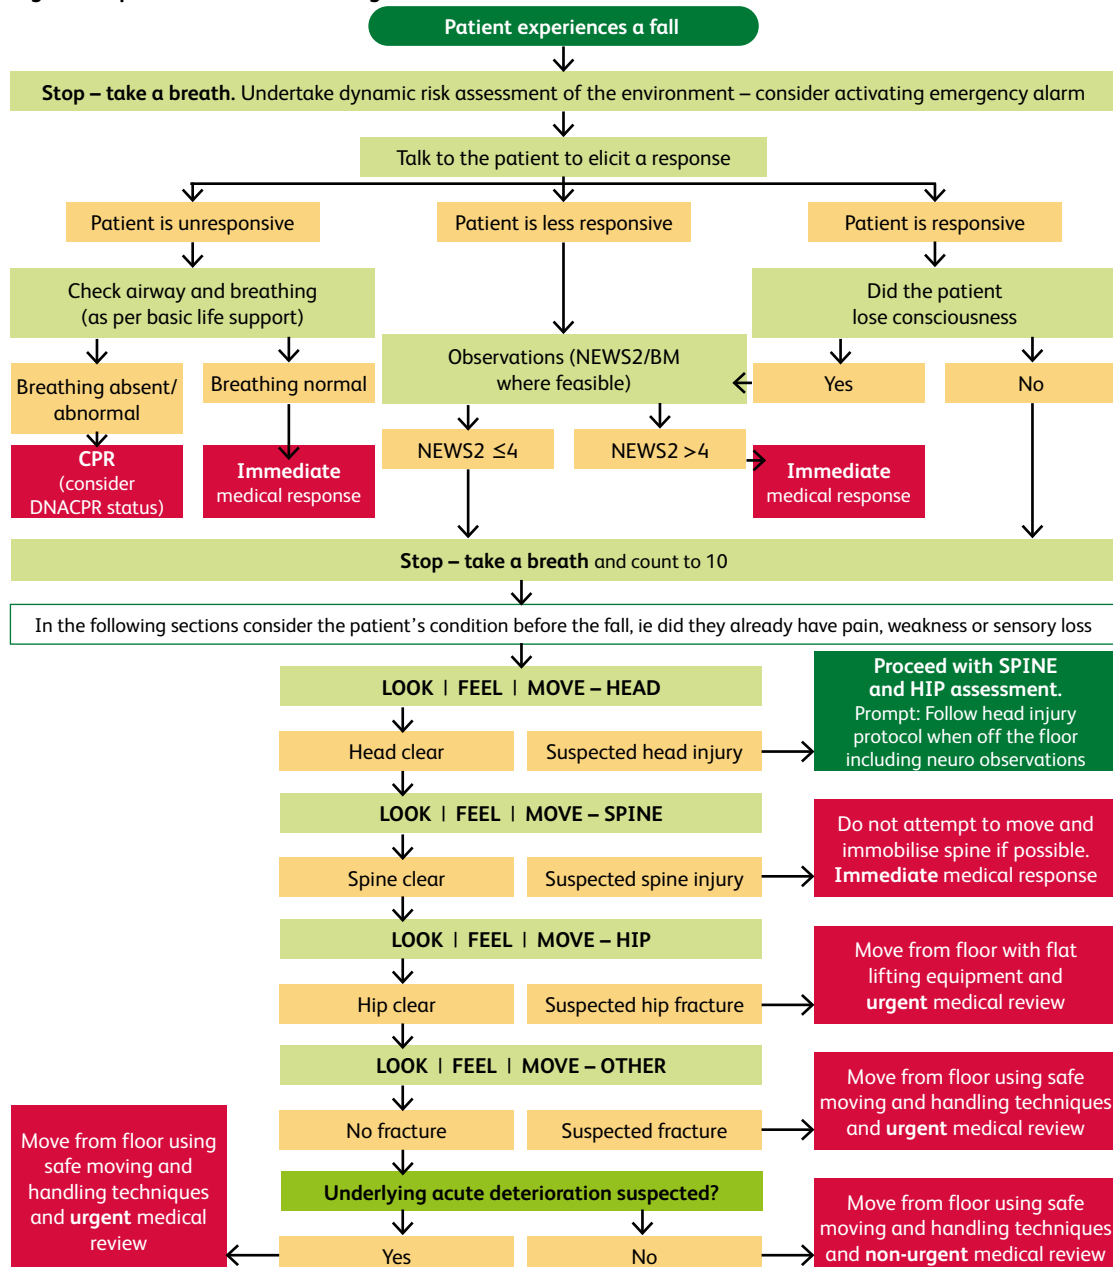 Patient experiences a fall
Stop – take a breath. Undertake dynamic risk assessment of the environment – consider activating emergency alarm
Talk to the patient to elicit a response
Patient is unresponsive
Patient is less responsive
Patient is responsive
Check airway and breathing
(as per basic life support)
Did the patient
lose consciousness
Observations (NEWS2/BM
where feasible)
Breathing absent/
abnormal
Breathing normal
Yes
No
NEWS2 ≤4
NEWS2 >4
CPR
(consider
DNACPR status)
Immediate
medical response
Immediate
medical response
Stop – take a breath and count to 10
In the following sections consider the patient’s condition before the fall, ie did they already have pain, weakness or sensory loss
LOOK | FEEL | MOVE – HEAD
Head clear
Suspected head injury
Proceed with SPINE
and HIP assessment.
Prompt: Follow head injury
protocol when off the floor
including neuro observations
LOOK | FEEL | MOVE – SPINE
Spine clear
Suspected spine injury
Do not attempt to move and
immobilise spine if possible.
Immediate medical response
LOOK | FEEL | MOVE – HIP
Hip clear
Suspected hip fracture
Move from floor with flat
lifting equipment and
urgent medical review
LOOK | FEEL | MOVE – OTHER
No fracture
Suspected fracture
Move from floor using safe
moving and handling techniques
and urgent medical review
Underlying acute deterioration suspected?
Yes
No
Move from floor using
safe moving and
handling techniques
and urgent medical
review
Move from floor using safe
moving and handling techniques
and non-urgent medical review